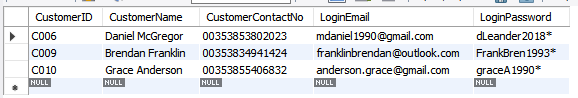 CustomerID CustomerName CustomerContactNo LoginEmail LoginPassword
C006 Daniel McGregor 00353853802023 mdaniel1990@gmail.com dLeander2018*
C009 Brendan Franklin 00353834941424 franklinbrendan@outlook.com FrankBren1993*
C010 Grace Anderson 00353855406832 anderson.grace@gmail.com graceA1990*
NULL NULL NULL NULL NULL